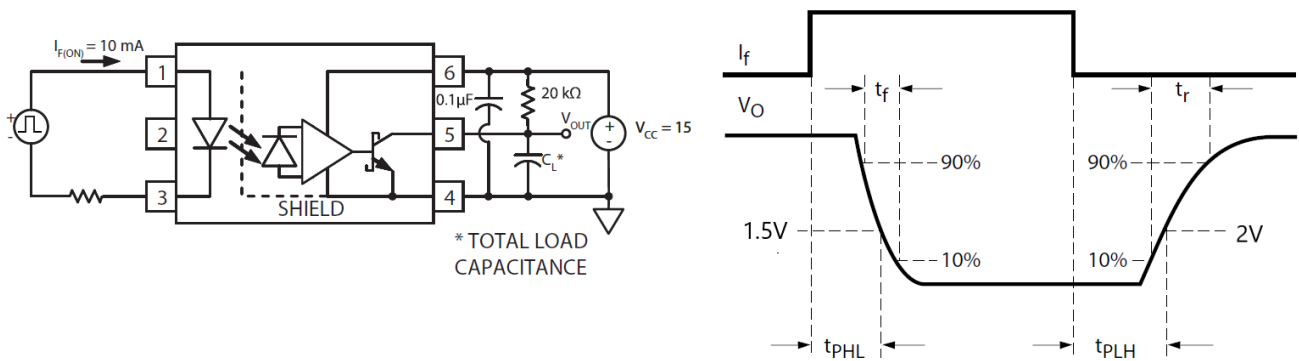 I_F(ON) = 10 mA
+
-
1
2
3
SHIELD
6
5
4
0.1µF
20 kΩ
V_OUT
C_L*
+
-
V_CC = 15
* TOTAL LOAD
CAPACITANCE
I_f
V_O
t_f
t_r
90%
90%
1.5V
2V
10%
10%
t_PHL
t_PLH